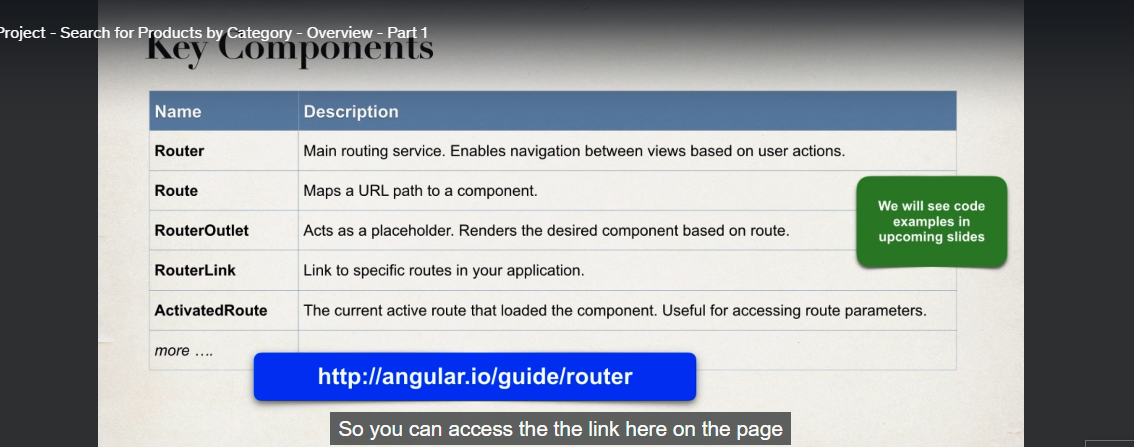 Project - Search for Products by Category - Overview - Part 1
Key Components
Name Description
Router Main routing service. Enables navigation between views based on user actions.
Route Maps a URL path to a component.
RouterOutlet Acts as a placeholder. Renders the desired component based on route.
RouterLink Link to specific routes in your application.
ActivatedRoute The current active route that loaded the component. Useful for accessing route parameters.
more ….
We will see code
examples in
upcoming slides
http://angular.io/guide/router
So you can access the the link here on the page